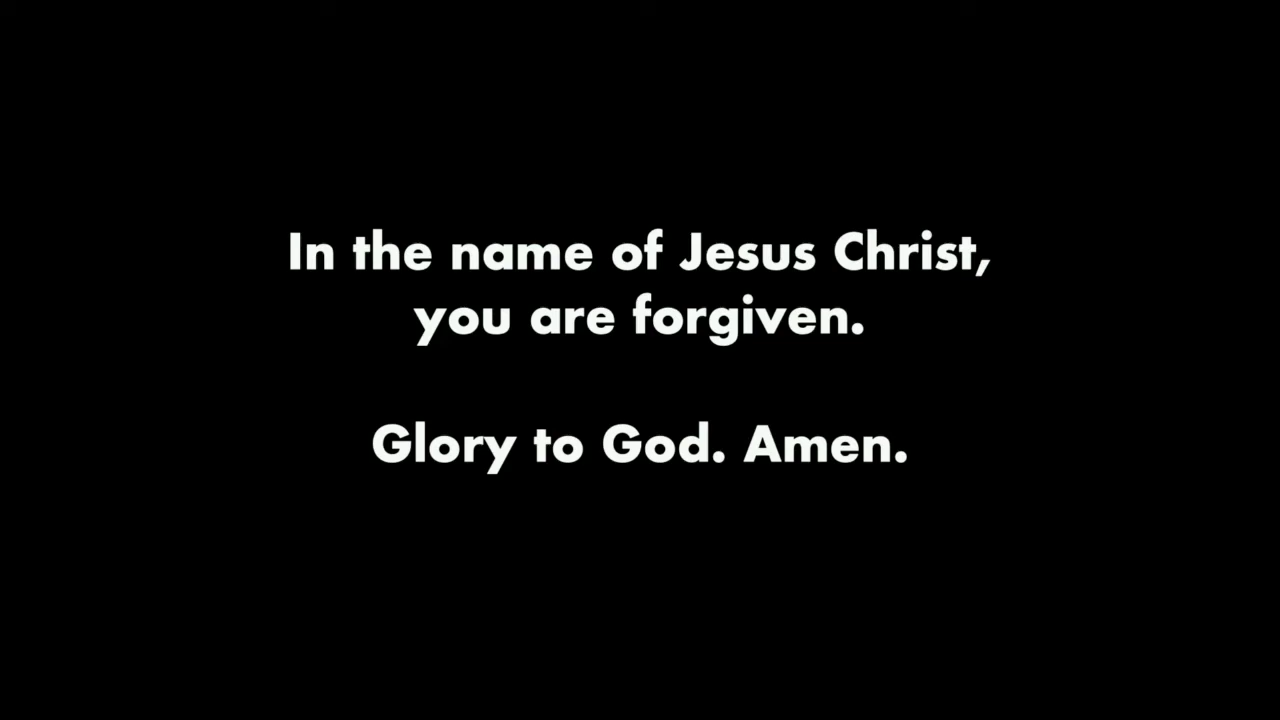 In the name of Jesus Christ,
you are forgiven.
Glory to God. Amen.